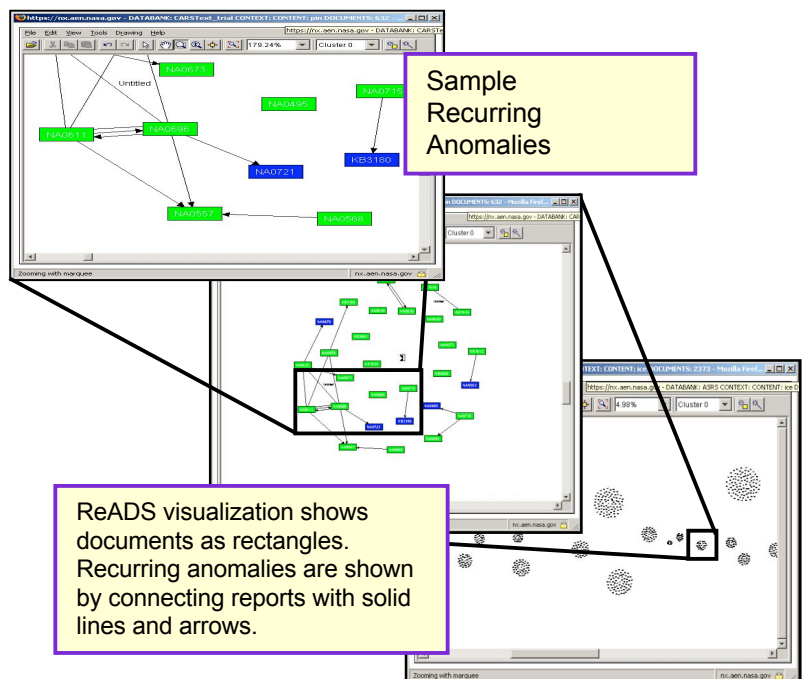 https://nx.aen.nasa.gov - DATABANK: CARSText_trial CONTEXT: CONTENT: pin DOCUMENTS: 632 -
File Edit View Tools Drawing Help
https://nx.aen.nasa.gov - DATABANK: CARSTe
179.24% Cluster 0
NA0673
Untitled
NA0495
NA0715
NA0611
NA0696
NA0721
KB3180
NA0557
NA0568
Zooming with marquee
nx.aen.nasa.gov
Sample
Recurring
Anomalies
pin DOCUMENTS: 632 - Mozilla Firef...
https://nx.aen.nasa.gov - DATABANK: CAR
Cluster 0
nx.aen.nasa.gov
TEXT: CONTENT: ice DOCUMENTS: 2373 - Mozilla Firef...
https://nx.aen.nasa.gov - DATABANK: ASRS CONTEXT: CONTENT: ice D
4.98% Cluster 0
ReADS visualization shows
documents as rectangles.
Recurring anomalies are shown
by connecting reports with solid
lines and arrows.
Zooming with marquee
nx.aen.nasa.gov